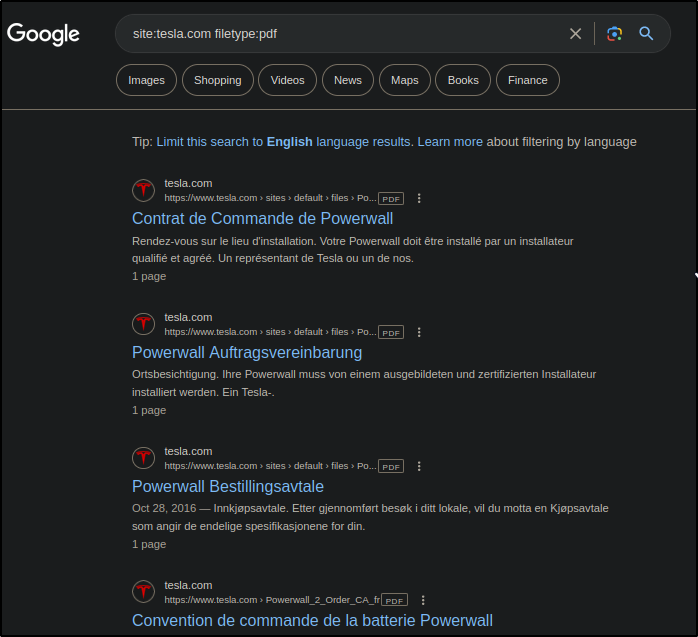 Google
site:tesla.com filetype:pdf
Images Shopping Videos News Maps Books Finance
Tip: Limit this search to English language results. Learn more about filtering by language
tesla.com
https://www.tesla.com › sites › default › files › Po... PDF
Contrat de Commande de Powerwall
Rendez-vous sur le lieu d'installation. Votre Powerwall doit être installé par un installateur
qualifié et agréé. Un représentant de Tesla ou un de nos.
1 page
tesla.com
https://www.tesla.com › sites › default › files › Po... PDF
Powerwall Auftragsvereinbarung
Ortsbesichtigung. Ihre Powerwall muss von einem ausgebildeten und zertifizierten Installateur
installiert werden. Ein Tesla-.
1 page
tesla.com
https://www.tesla.com › sites › default › files › Po... PDF
Powerwall Bestillingsavtale
Oct 28, 2016 — Innkjøpsavtale. Etter gjennomført besøk i ditt lokale, vil du motta en Kjøpsavtale
som angir de endelige spesifikasjonene for din.
1 page
tesla.com
https://www.tesla.com › Powerwall_2_Order_CA_fr PDF
Convention de commande de la batterie Powerwall